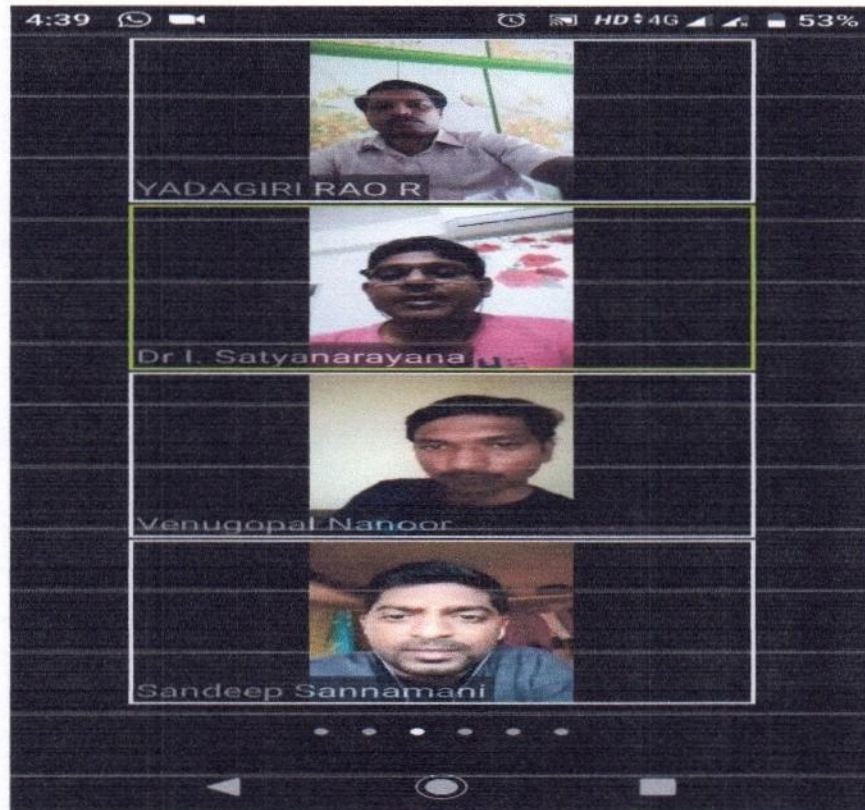 4:39 HD 4G 53%
YADAGIRI RAO R
Dr I. Satyanarayana
Venugopal Nanoor
Sandeep Sannamani